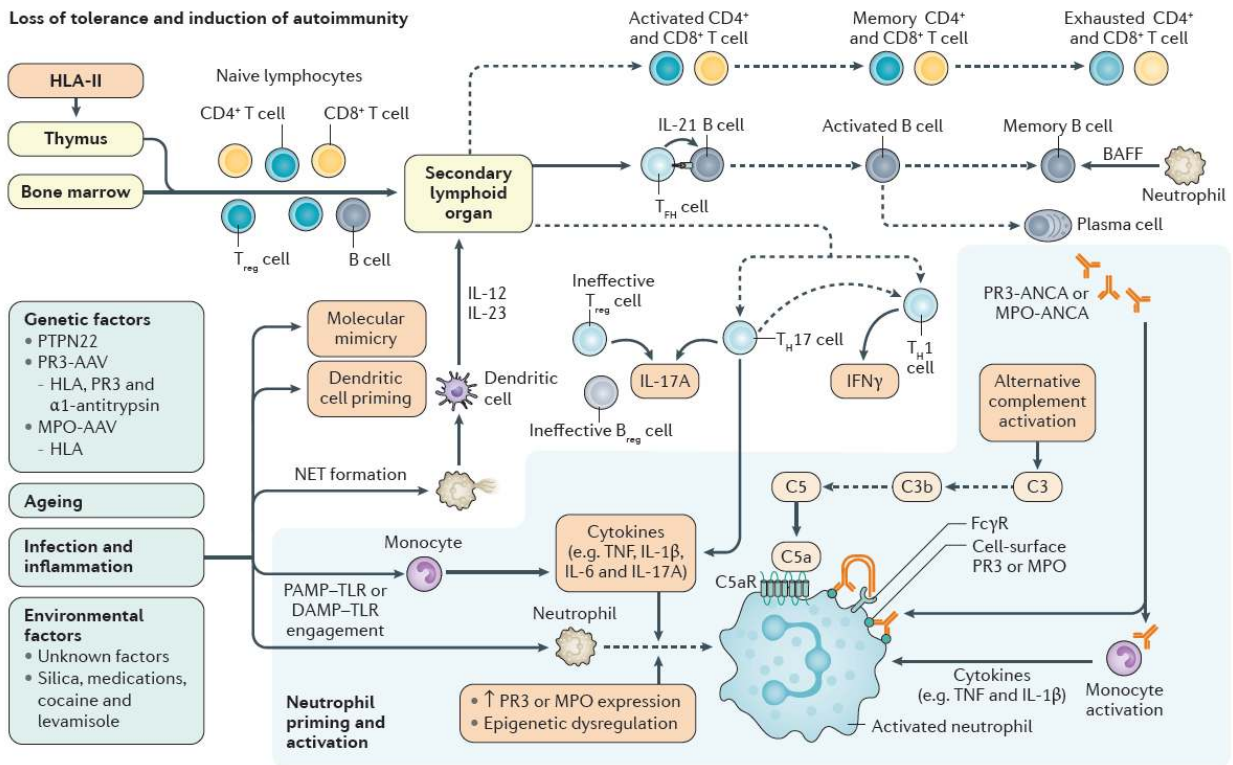 Loss of tolerance and induction of autoimmunity
HLA-II
Thymus
Bone marrow
Naive lymphocytes
CD4⁺ T cell
CD8⁺ T cell
T_reg cell
B cell
Secondary
lymphoid
organ
Activated CD4⁺
and CD8⁺ T cell
Memory CD4⁺
and CD8⁺ T cell
Exhausted CD4⁺
and CD8⁺ T cell
IL-21 B cell
T_FH cell
Activated B cell
Memory B cell
BAFF
Neutrophil
Plasma cell
PR3-ANCA or
MPO-ANCA
IL-12
IL-23
Genetic factors
• PTPN22
• PR3-AAV
- HLA, PR3 and
α1-antitrypsin
• MPO-AAV
- HLA
Ageing
Infection and
inflammation
Environmental
factors
• Unknown factors
• Silica, medications,
cocaine and
levamisole
Molecular
mimicry
Dendritic
cell priming
Dendritic
cell
NET formation
Ineffective
T_reg cell
IL-17A
Ineffective B_reg cell
T_H17 cell
IFNγ
T_H1
cell
Alternative
complement
activation
C3
C3b
C5
C5a
C5aR
FcγR
Cell-surface
PR3 or MPO
Monocyte
PAMP–TLR or
DAMP–TLR
engagement
Cytokines
(e.g. TNF, IL-1β,
IL-6 and IL-17A)
Neutrophil
• ↑ PR3 or MPO expression
• Epigenetic dysregulation
Neutrophil
priming and
activation
Cytokines
(e.g. TNF and IL-1β)
Monocyte
activation
Activated neutrophil